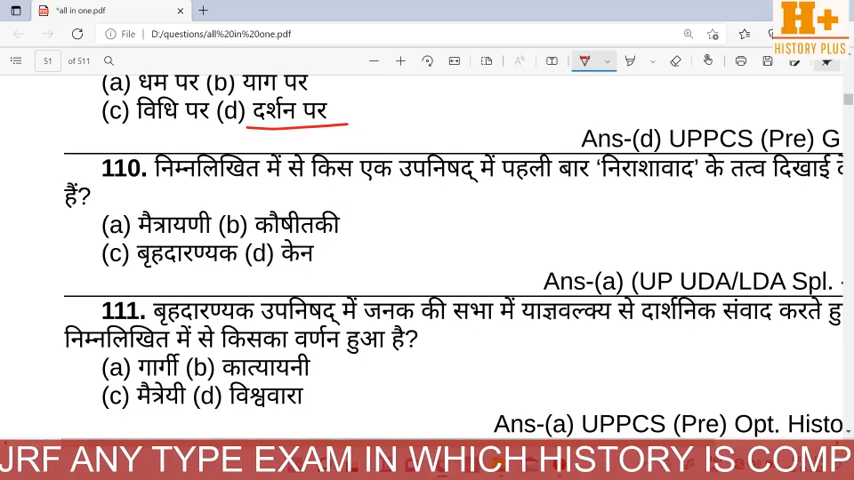 *all in one.pdf
File
D:/questions/all%20in%20one.pdf
H+
HISTORY PLUS
51 of 511
(a) धर्म पर (b) योग पर
(c) विधि पर (d) दर्शन पर
Ans-(d) UPPCS (Pre) G
110. निम्नलिखित में से किस एक उपनिषद् में पहली बार ‘निराशावाद’ के तत्व दिखाई
हैं?
(a) मैत्रायणी (b) कौषीतकी
(c) बृहदारण्यक (d) केन
Ans-(a) (UP UDA/LDA Spl. -
111. बृहदारण्यक उपनिषद् में जनक की सभा में याज्ञवल्क्य से दार्शनिक संवाद करते हु
निम्नलिखित में से किसका वर्णन हुआ है?
(a) गार्गी (b) कात्यायनी
(c) मैत्रेयी (d) विश्ववारा
Ans-(a) UPPCS (Pre) Opt. Histo
JRF ANY TYPE EXAM IN WHICH HISTORY IS COMP